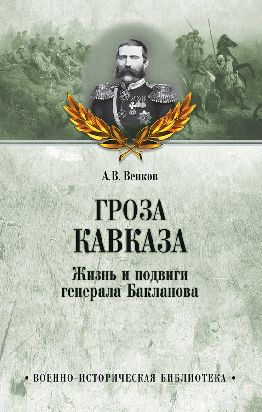 А. В. Венков
ГРОЗА
КАВКАЗА
Жизнь и подвиги
генерала Бакланова
• ВОЕННО-ИСТОРИЧЕСКАЯ БИБЛИОТЕКА •